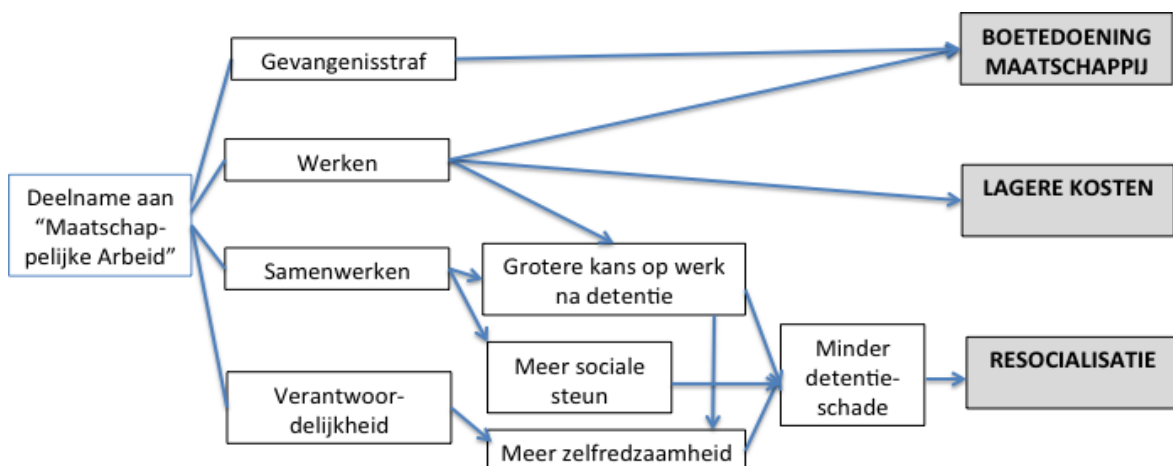 Gevangenisstraf
BOETEDOENING
MAATSCHAPPIJ
Werken
LAGERE KOSTEN
Deelname aan
“Maatschap-
pelijke Arbeid”
Samenwerken
Grotere kans op werk
na detentie
Meer sociale
steun
Minder
detentie-
schade
RESOCIALISATIE
Verantwoor-
delijkheid
Meer zelfredzaamheid